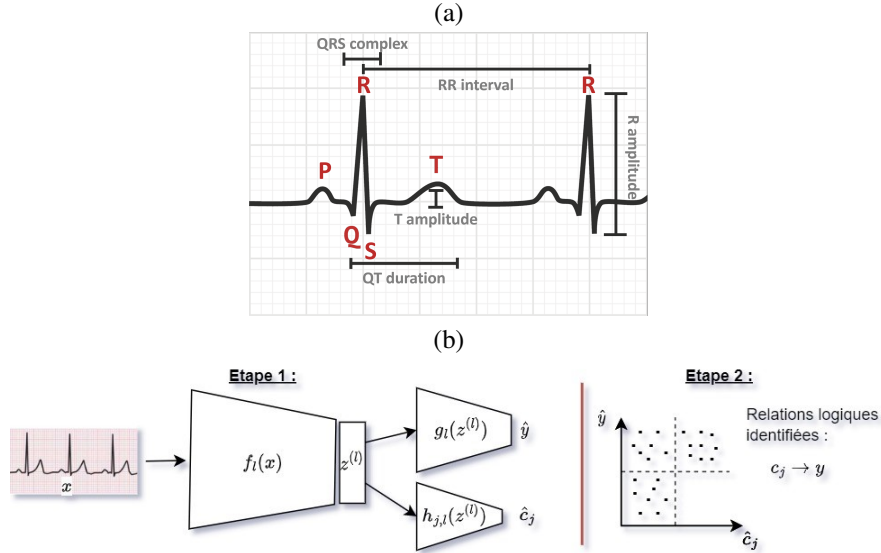 (a)
QRS complex
R
RR interval
R
R amplitude
P
T
T amplitude
Q
S
QT duration
(b)
Etape 1 :
x
f_l(x)
z^{(l)}
g_l(z^{(l)})
ŷ
h_{j,l}(z^{(l)})
ĉ_j
Etape 2 :
ŷ
ĉ_j
Relations logiques
identifiées :
c_j → y